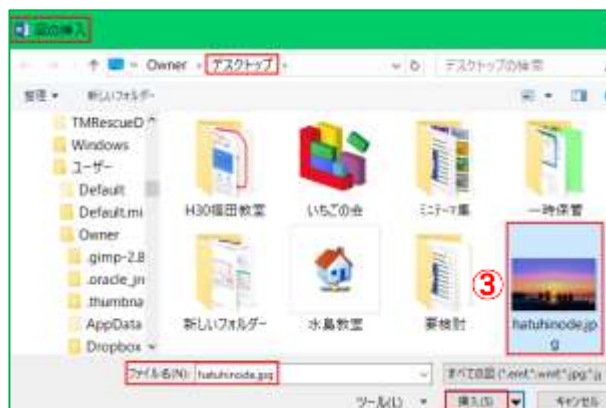 図の挿入
Owner › デスクトップ
デスクトップの検索
整理 新しいフォルダー
TMRescueD
Windows
ユーザー
Default
Default.mi
Owner
.gimp-2.8
.oracle_jr
.thumbna
AppData
Dropbox
H30福田教室
いちごの会
ミニテーマ集
一時保管
新しいフォルダー
水島教室
要検討
③
hatuhinode.jp
g
ファイル名(N): hatuhinode.jpg
すべての図 (*.emf;*.wmf;*.jpg;*.j
ツール(L) 挿入(S) キャンセル